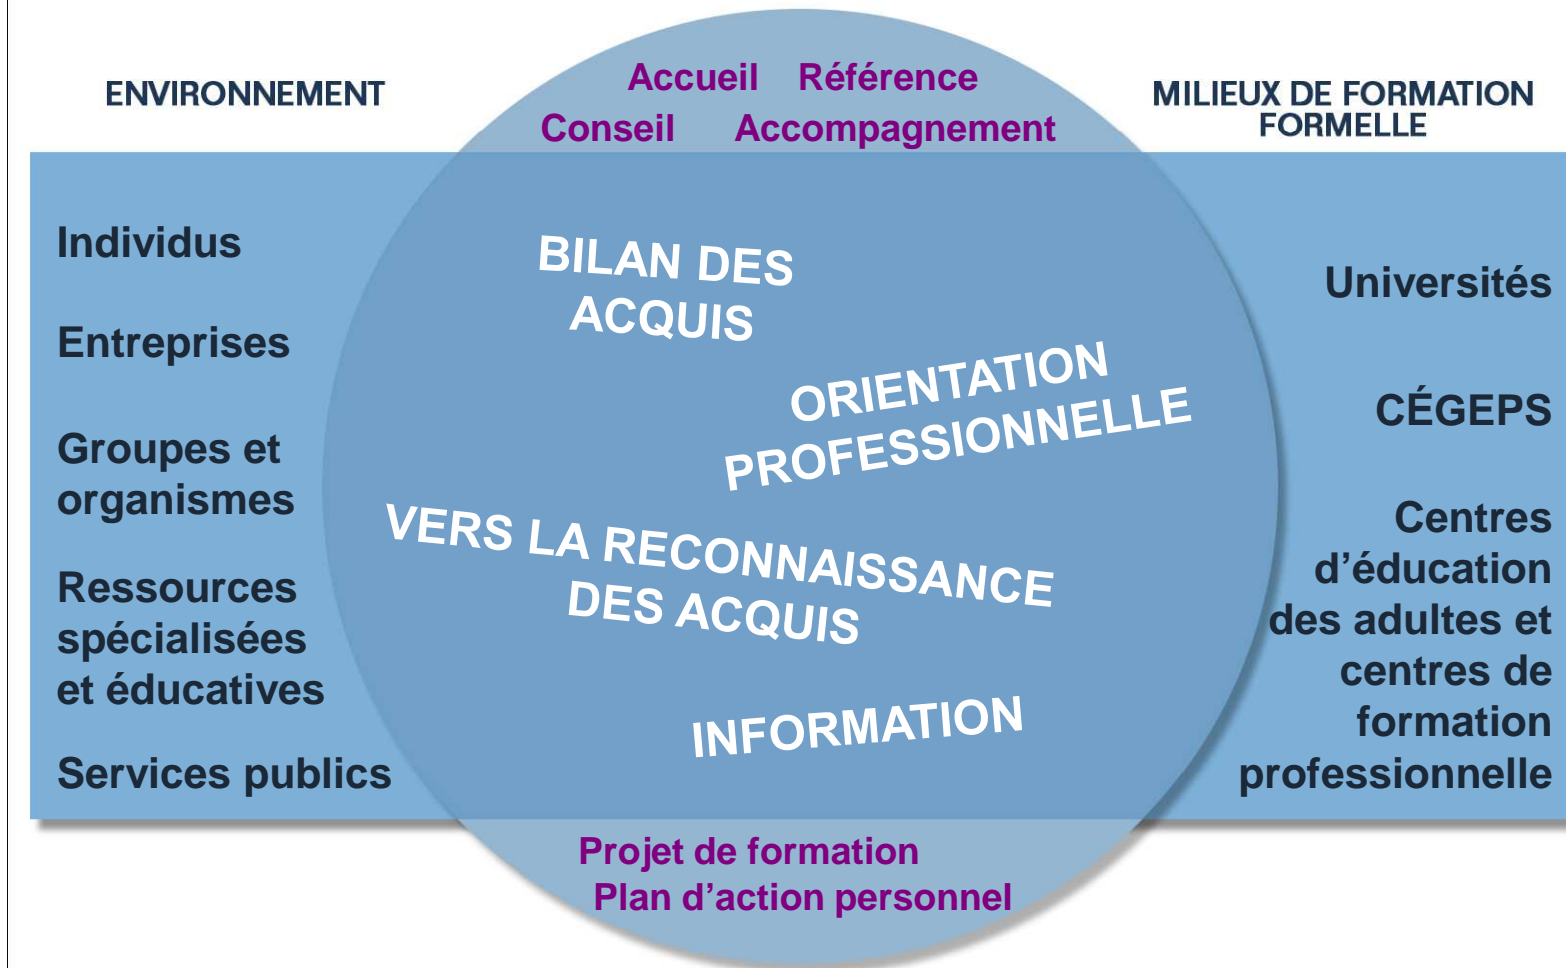 ENVIRONNEMENT
Accueil Référence
Conseil Accompagnement
MILIEUX DE FORMATION
FORMELLE
Individus
Entreprises
Groupes et
organismes
Ressources
spécialisées
et éducatives
Services publics
BILAN DES
ACQUIS
ORIENTATION
PROFESSIONNELLE
VERS LA RECONNAISSANCE
DES ACQUIS
INFORMATION
Universités
CÉGEPS
Centres
d’éducation
des adultes et
centres de
formation
professionnelle
Projet de formation
Plan d’action personnel